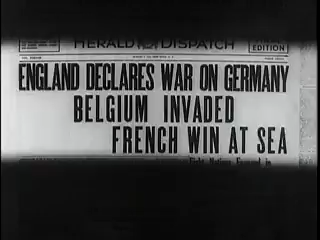 HERALD DISPATCH
EDITION
ENGLAND DECLARES WAR ON GERMANY
BELGIUM INVADED
FRENCH WIN AT SEA